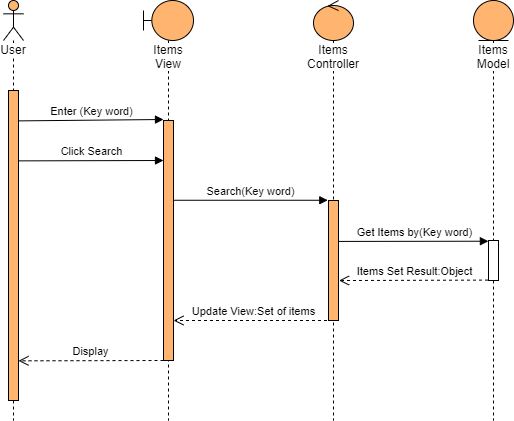 User
Items
View
Items
Controller
Items
Model
Enter (Key word)
Click Search
Search(Key word)
Get Items by(Key word)
Items Set Result:Object
Update View:Set of items
Display